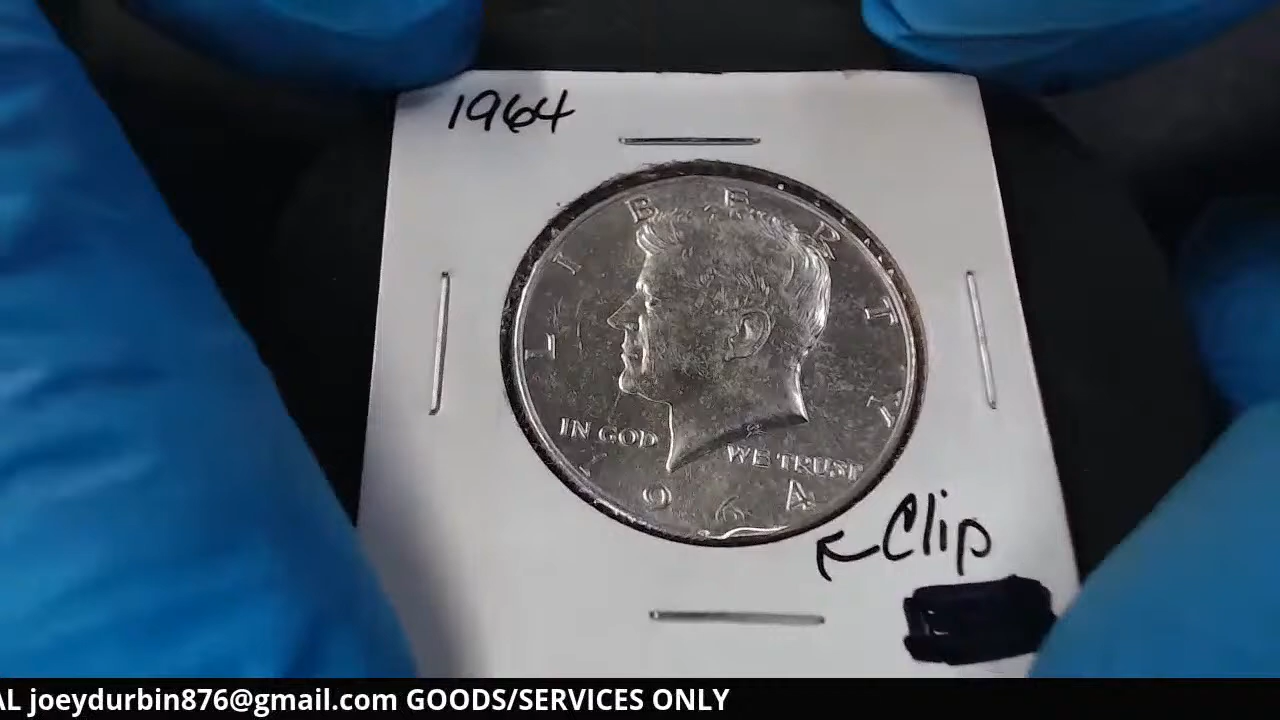 1964
LIBERTY
IN GOD WE TRUST
1964
Clip
AL joeydurbin876@gmail.com GOODS/SERVICES ONLY